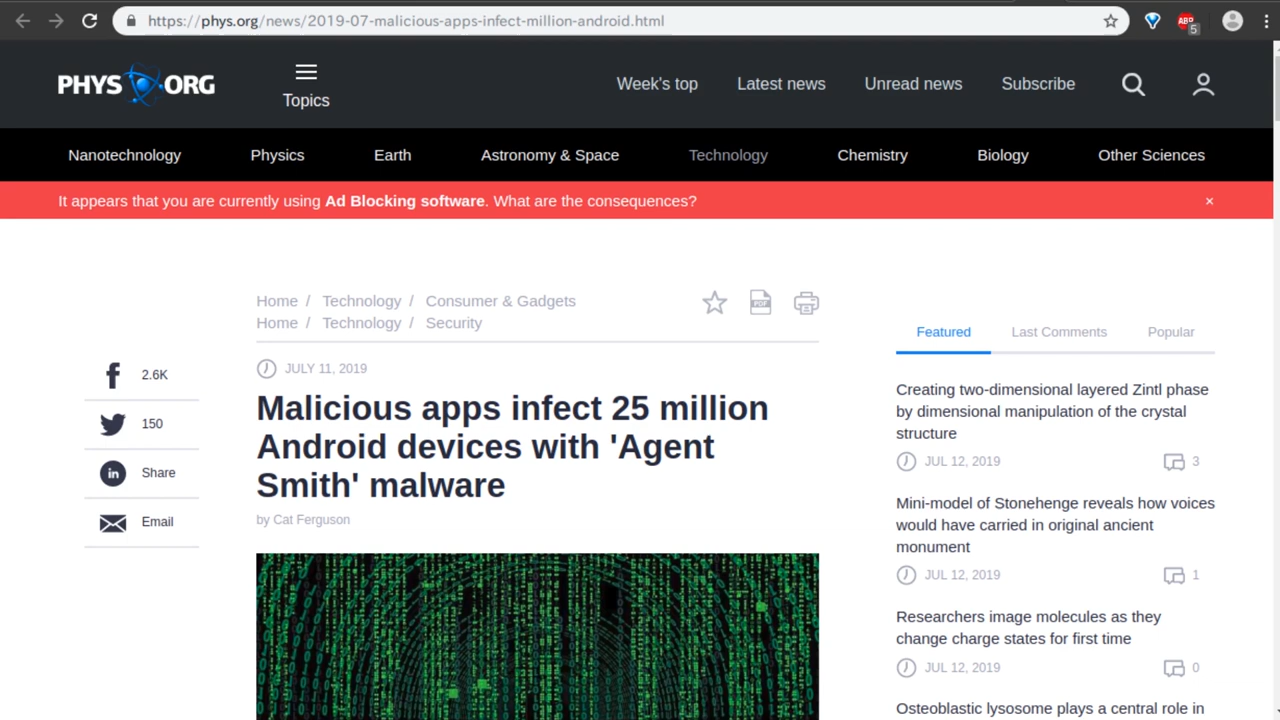 https://phys.org/news/2019-07-malicious-apps-infect-million-android.html
ABP
5
PHYS ORG
Topics
Week's top
Latest news
Unread news
Subscribe
Nanotechnology
Physics
Earth
Astronomy & Space
Technology
Chemistry
Biology
Other Sciences
It appears that you are currently using Ad Blocking software. What are the consequences?
×
Home / Technology / Consumer & Gadgets
Home / Technology / Security
PDF
JULY 11, 2019
Malicious apps infect 25 million
Android devices with 'Agent
Smith' malware
by Cat Ferguson
2.6K
150
in Share
Email
Featured
Last Comments
Popular
Creating two-dimensional layered Zintl phase
by dimensional manipulation of the crystal
structure
JUL 12, 2019
3
Mini-model of Stonehenge reveals how voices
would have carried in original ancient
monument
JUL 12, 2019
1
Researchers image molecules as they
change charge states for first time
JUL 12, 2019
0
Osteoblastic lysosome plays a central role in